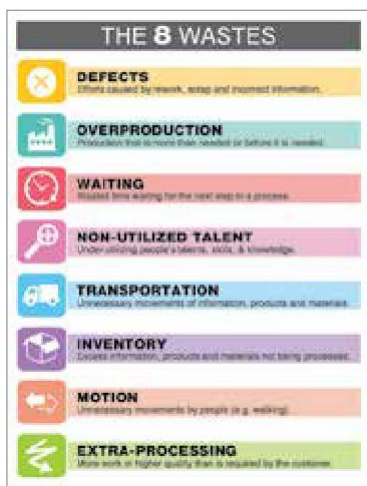 THE 8 WASTES
DEFECTS
Efforts caused by rework, scrap and incorrect information.
OVERPRODUCTION
Production that is more than needed or before it is needed.
WAITING
Wasted time waiting for the next step in a process.
NON-UTILIZED TALENT
Under utilizing people's talents, skills, & knowledge.
TRANSPORTATION
Unnecessary movements of information, products and materials.
INVENTORY
Excess information, products and materials not being processed.
MOTION
Unnecessary movements by people (e.g. walking).
EXTRA-PROCESSING
More work or higher quality than is required by the customer.